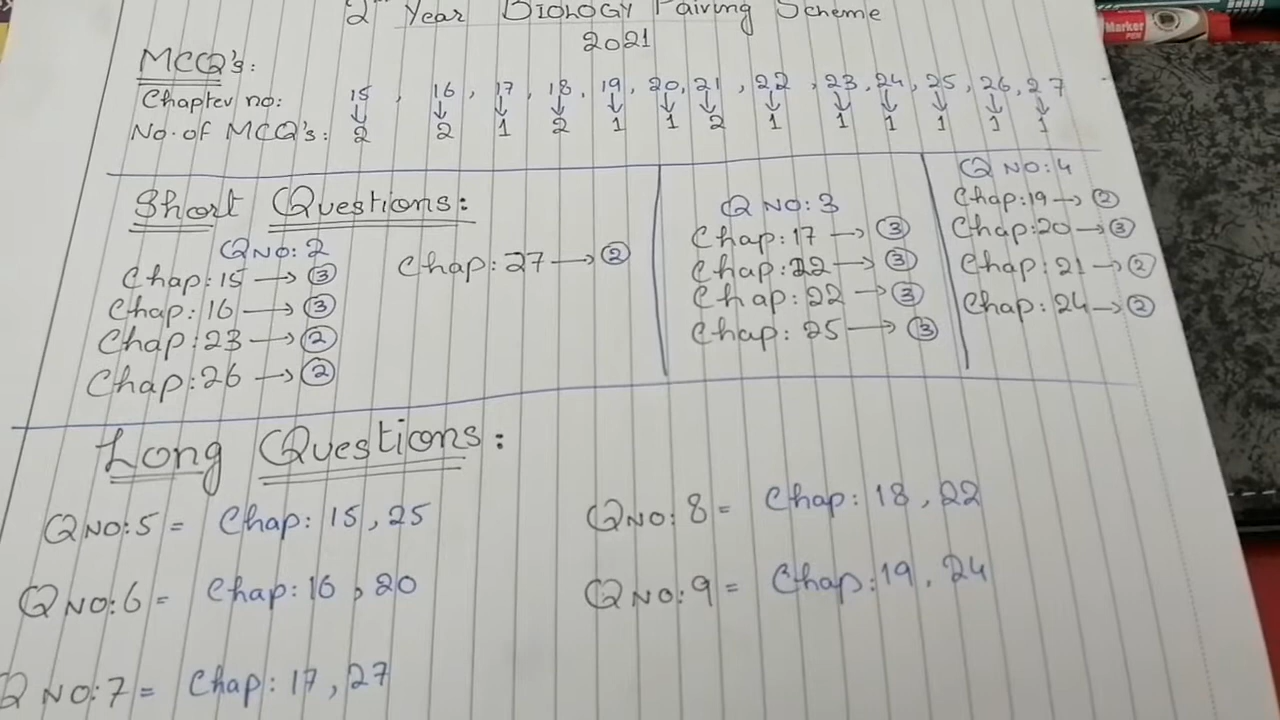 2nd Year Biology Pairing Scheme
2021
MCQ's:
Chapter no: 15, 16, 17, 18, 19, 20, 21, 22, 23, 24, 25, 26, 27
No. of MCQ's: 2 2 1 2 1 1 2 1 1 1 1 1 1
Short Questions:
Q No: 2
Chap: 15 → 3
Chap: 16 → 3
Chap: 23 → 2
Chap: 26 → 2
Chap: 27 → 2
Q No: 3
Chap: 17 → 3
Chap: 22 → 3
Chap: 22 → 3
Chap: 25 → 3
Q No: 4
Chap: 19 → 2
Chap: 20 → 3
Chap: 21 → 2
Chap: 24 → 2
Long Questions:
Q No: 5 = Chap: 15, 25
Q No: 6 = Chap: 16, 20
Q No: 7 = Chap: 17, 27
Q No: 8 = Chap: 18, 22
Q No: 9 = Chap: 19, 24
Marker
PEN